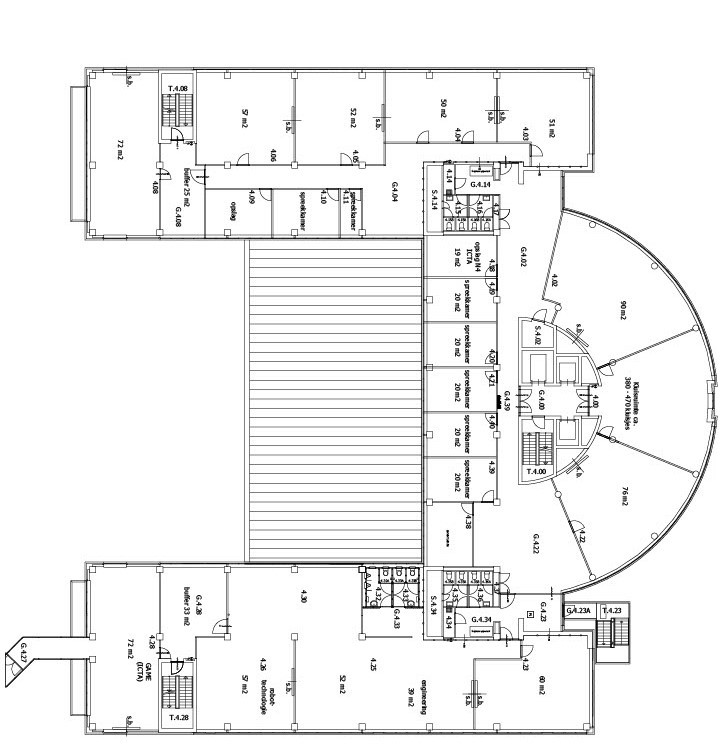 T.4.08
s.b.
72 m2
57 m2
s.b.
52 m2
s.b.
50 m2
s.b.
s.b.
51 m2
4.03
4.04
4.05
4.06
4.08
buffer 25 m2
G.4.08
4.09
opslag
4.10
spreekkamer
4.11
spreekkamer
G.4.04
4.14
G.4.14
S.4.14
4.15
4.16
4.17
G.4.02
4.02
opslag N4
ICTA
19 m2
4.18
4.19
spreekkamer
20 m2
spreekkamer
20 m2
4.20
4.21
spreekkamer
20 m2
spreekkamer
20 m2
4.40
spreekkamer
20 m2
4.39
4.38
G.4.39
90 m2
s.b.
S.4.02
G.4.00
4.00
T.4.00
Kluisruimte ca.
380 - 470 kluisjes
s.b.
76 m2
4.22
G.4.22
G.4.23
G.4.23A
T.4.23
S.4.34
4.34
G.4.34
4.35
4.36
4.32
4.33
G.4.33
4.30
G.4.28
buffer 33 m2
4.28
72 m2
GAME
(ICTA)
G.4.27
s.b.
T.4.28
57 m2
4.26
robot-
technologie
s.b.
52 m2
4.25
engineering
39 m2
s.b.
s.b.
4.23
60 m2